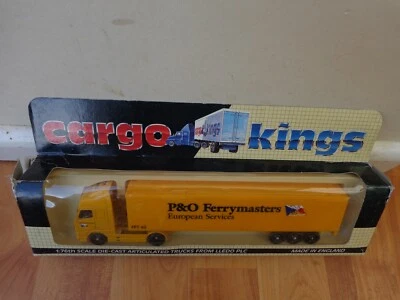 cargo kings
P&O Ferrymasters
European Services
1:76th SCALE DIE-CAST ARTICULATED TRUCKS FROM LLEDO PLC
MADE IN ENGLAND